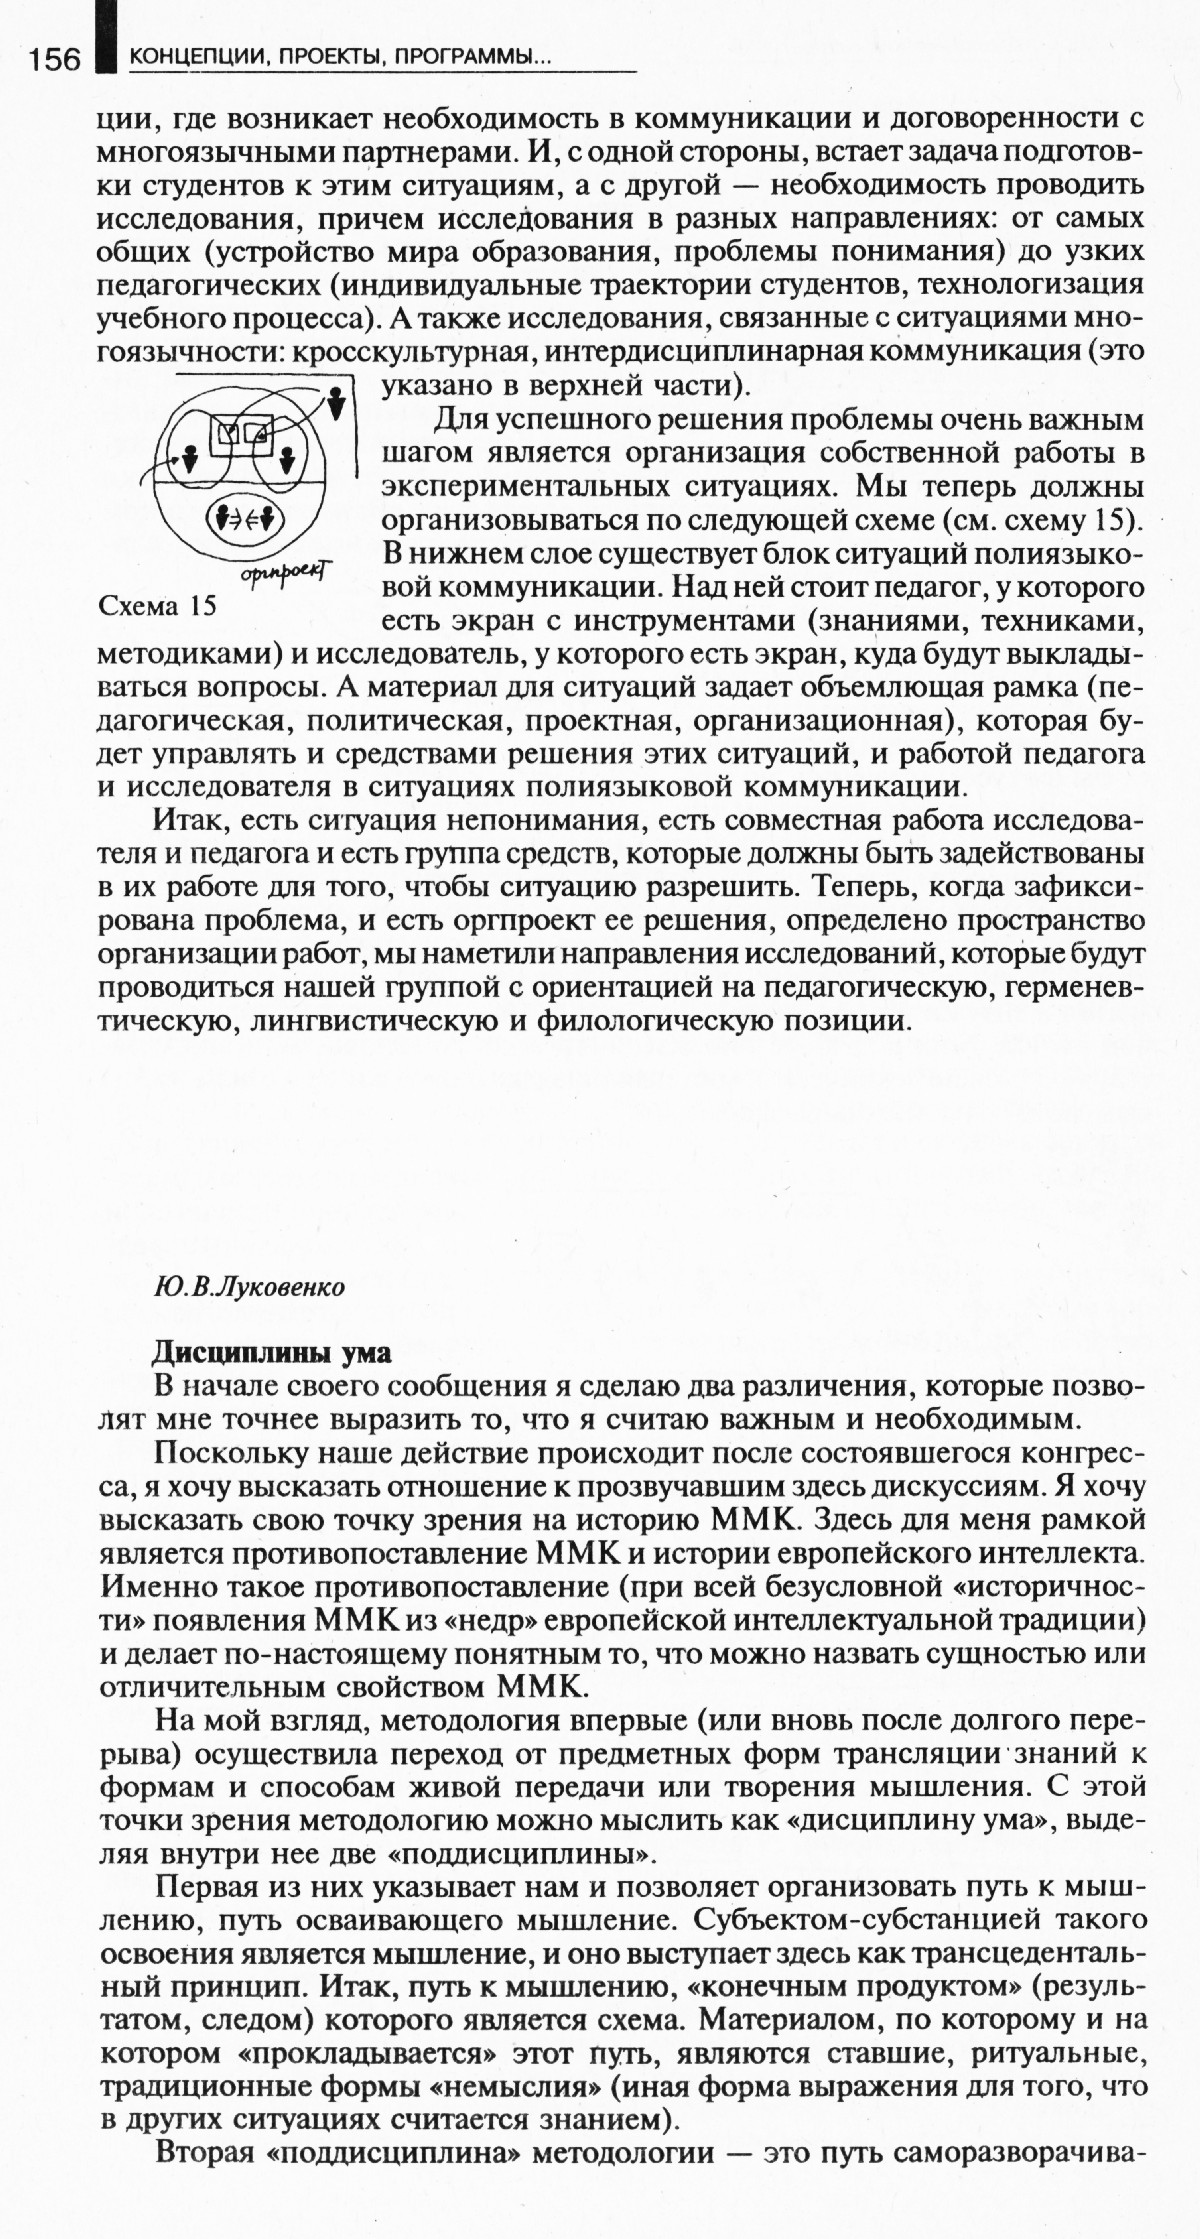 156
КОНЦЕПЦИИ, ПРОЕКТЫ, ПРОГРАММЫ...
ции, где возникает необходимость в коммуникации и договоренности с
многоязычными партнерами. И, с одной стороны, встает задача подготов-
ки студентов к этим ситуациям, а с другой — необходимость проводить
исследования, причем исследования в разных направлениях: от самых
общих (устройство мира образования, проблемы понимания) до узких
педагогических (индивидуальные траектории студентов, технологизация
учебного процесса). А также исследования, связанные с ситуациями мно-
гоязычности: кросскультурная, интердисциплинарная коммуникация (это
указано в верхней части).
Для успешного решения проблемы очень важным
шагом является организация собственной работы в
экспериментальных ситуациях. Мы теперь должны
организовываться по следующей схеме (см. схему 15).
В нижнем слое существует блок ситуаций полиязыко-
вой коммуникации. Над ней стоит педагог, у которого
есть экран с инструментами (знаниями, техниками,
оргпроект
Схема 15
методиками) и исследователь, у которого есть экран, куда будут выклады-
ваться вопросы. А материал для ситуаций задает объемлющая рамка (пе-
дагогическая, политическая, проектная, организационная), которая бу-
дет управлять и средствами решения этих ситуаций, и работой педагога
и исследователя в ситуациях полиязыковой коммуникации.
Итак, есть ситуация непонимания, есть совместная работа исследова-
теля и педагога и есть группа средств, которые должны быть задействованы
в их работе для того, чтобы ситуацию разрешить. Теперь, когда зафикси-
рована проблема, и есть оргпроект ее решения, определено пространство
организации работ, мы наметили направления исследований, которые будут
проводиться нашей группой с ориентацией на педагогическую, герменев-
тическую, лингвистическую и филологическую позиции.
Ю.В.Луковенко
Дисциплины ума
В начале своего сообщения я сделаю два различения, которые позво-
лят мне точнее выразить то, что я считаю важным и необходимым.
Поскольку наше действие происходит после состоявшегося конгрес-
са, я хочу высказать отношение к прозвучавшим здесь дискуссиям. Я хочу
высказать свою точку зрения на историю ММК. Здесь для меня рамкой
является противопоставление ММК и истории европейского интеллекта.
Именно такое противопоставление (при всей безусловной «историчнос-
ти» появления ММК из «недр» европейской интеллектуальной традиции)
и делает по-настоящему понятным то, что можно назвать сущностью или
отличительным свойством ММК.
На мой взгляд, методология впервые (или вновь после долгого пере-
рыва) осуществила переход от предметных форм трансляции знаний к
формам и способам живой передачи или творения мышления. С этой
точки зрения методологию можно мыслить как «дисциплину ума», выде-
ляя внутри нее две «поддисциплины».
Первая из них указывает нам и позволяет организовать путь к мыш-
лению, путь осваивающего мышление. Субъектом-субстанцией такого
освоения является мышление, и оно выступает здесь как трансцеденталь-
ный принцип. Итак, путь к мышлению, «конечным продуктом» (резуль-
татом, следом) которого является схема. Материалом, по которому и на
котором «прокладывается» этот путь, являются ставшие, ритуальные,
традиционные формы «немыслия» (иная форма выражения для того, что
в других ситуациях считается знанием).
Вторая «поддисциплина» методологии — это путь саморазворачива-